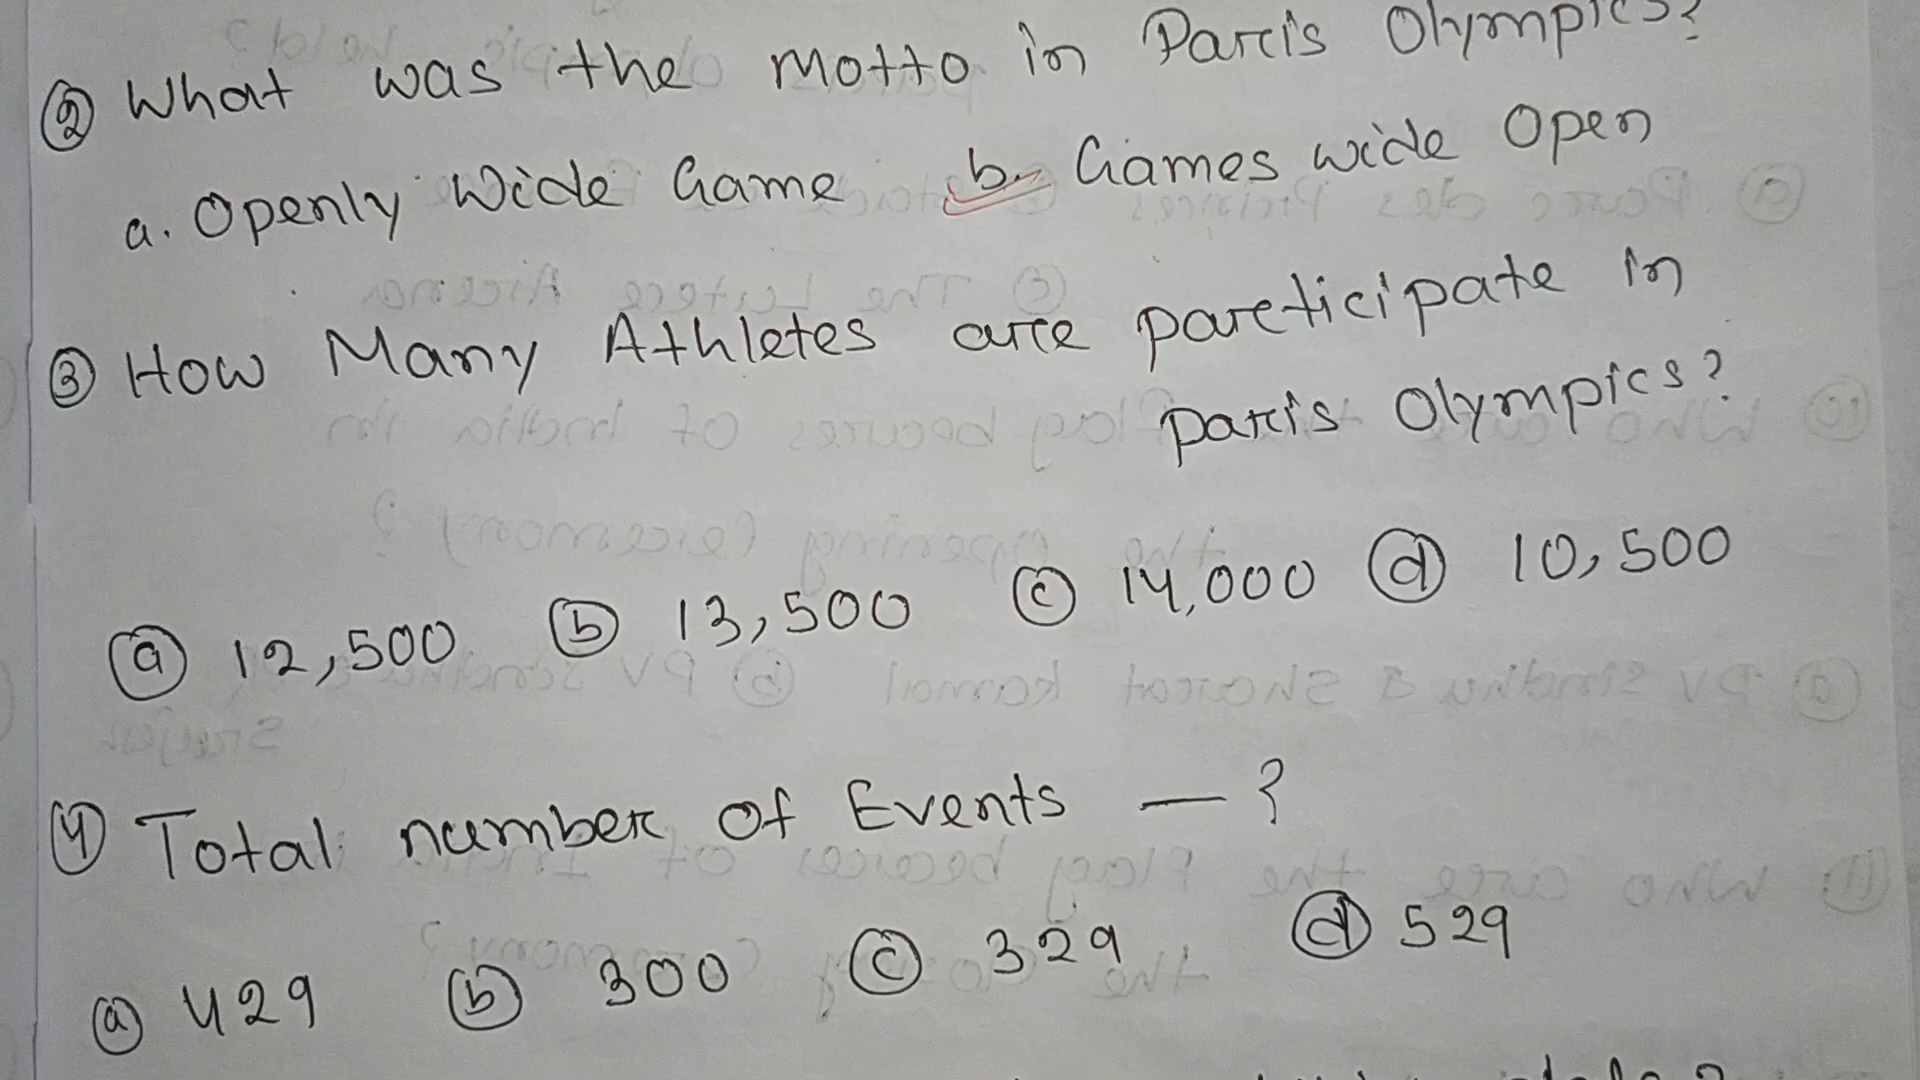 ② What was the motto in Paris Olympics?
a. Openly Wide Game b. Games wide Open
③ How Many Athletes are participate in
paris Olympics?
ⓐ 12,500 ⓑ 13,500 ⓒ 14,000 ⓓ 10,500
④ Total number of Events — ?
ⓐ 429 ⓑ 300 ⓒ 329 ⓓ 529